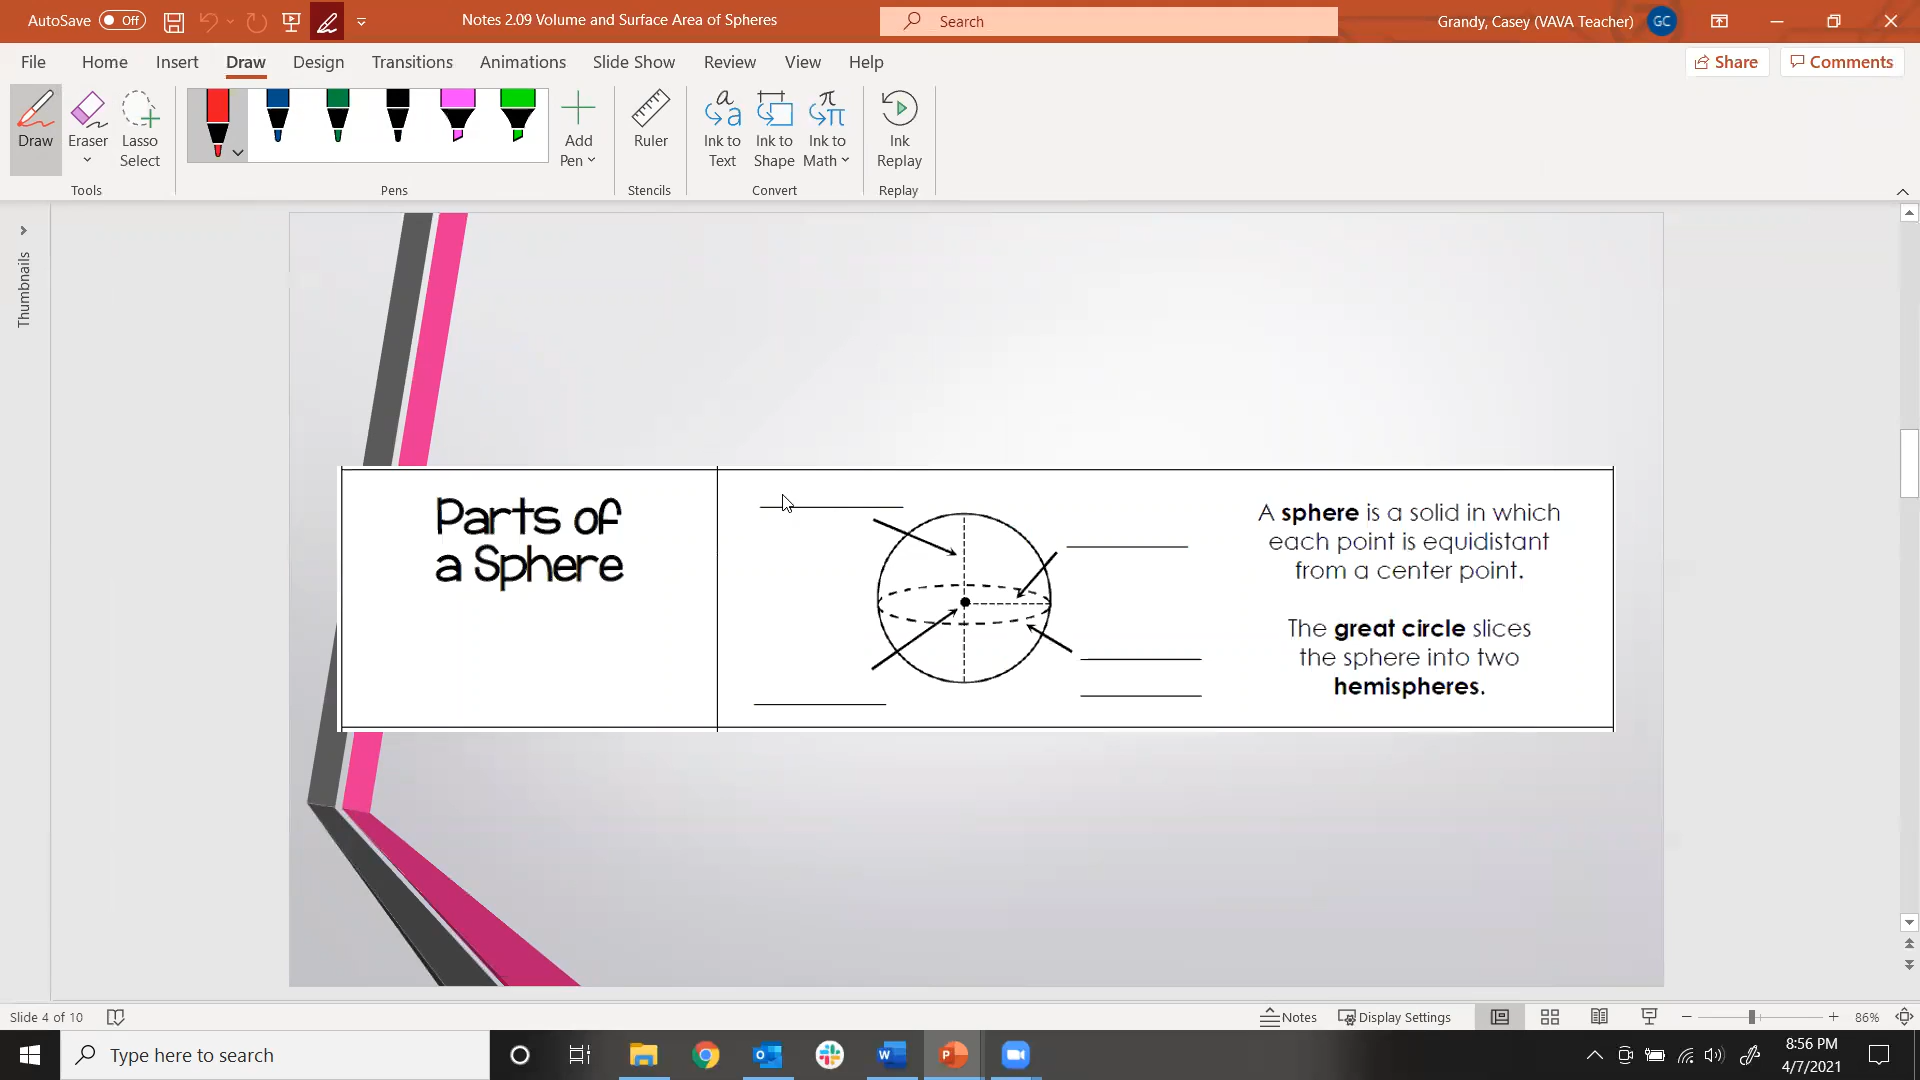 AutoSave Off
Notes 2.09 Volume and Surface Area of Spheres
Search
Grandy, Casey (VAVA Teacher) GC
File Home Insert Draw Design Transitions Animations Slide Show Review View Help
Share Comments
Draw
Eraser
Lasso Select
Add Pen
Ruler
Ink to Text
Ink to Shape
Ink to Math
Ink Replay
Tools Pens Stencils Convert Replay
Thumbnails
Parts of
a Sphere
A sphere is a solid in which
each point is equidistant
from a center point.
The great circle slices
the sphere into two
hemispheres.
Slide 4 of 10
Notes Display Settings 86%
Type here to search
8:56 PM
4/7/2021